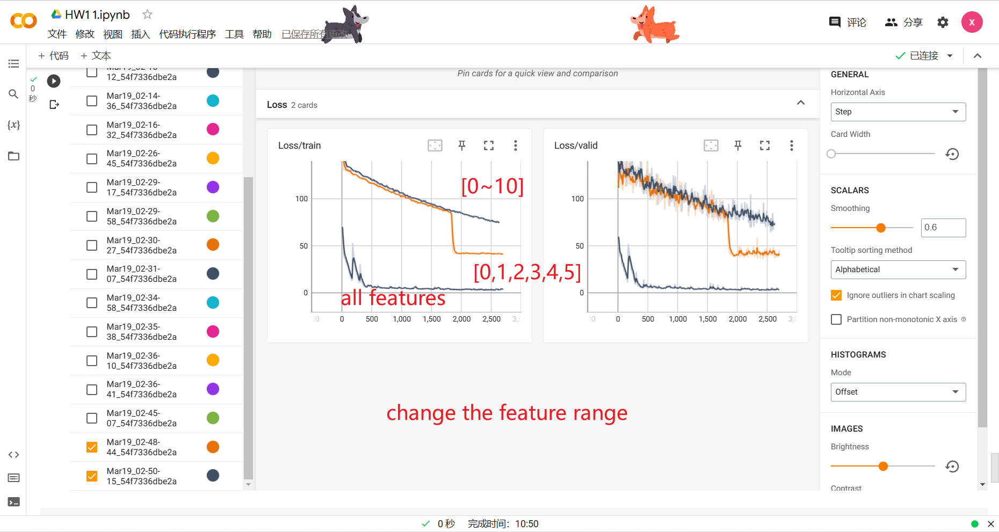 HW1 1.ipynb
评论
分享
X
文件 修改 视图 插入 代码执行程序 工具 帮助 已保存所有更改
+ 代码 + 文本
已连接
0
秒
{x}
Mar19_02-16-
12_54f7336dbe2a
Mar19_02-14-
36_54f7336dbe2a
Mar19_02-16-
32_54f7336dbe2a
Mar19_02-26-
45_54f7336dbe2a
Mar19_02-29-
17_54f7336dbe2a
Mar19_02-29-
58_54f7336dbe2a
Mar19_02-30-
27_54f7336dbe2a
Mar19_02-31-
07_54f7336dbe2a
Mar19_02-34-
58_54f7336dbe2a
Mar19_02-35-
38_54f7336dbe2a
Mar19_02-36-
10_54f7336dbe2a
Mar19_02-36-
41_54f7336dbe2a
Mar19_02-45-
07_54f7336dbe2a
Mar19_02-48-
44_54f7336dbe2a
Mar19_02-50-
15_54f7336dbe2a
Pin cards for a quick view and comparison
Loss 2 cards
Loss/train
100
50
0
0 500 1,000 1,500 2,000 2,500
[0~10]
[0,1,2,3,4,5]
all features
Loss/valid
100
50
0
0 500 1,000 1,500 2,000 2,500
change the feature range
GENERAL
Horizontal Axis
Step
Card Width
SCALARS
Smoothing
0.6
Tooltip sorting method
Alphabetical
Ignore outliers in chart scaling
Partition non-monotonic X axis
HISTOGRAMS
Mode
Offset
IMAGES
Brightness
Contrast
0 秒 完成时间：10:50